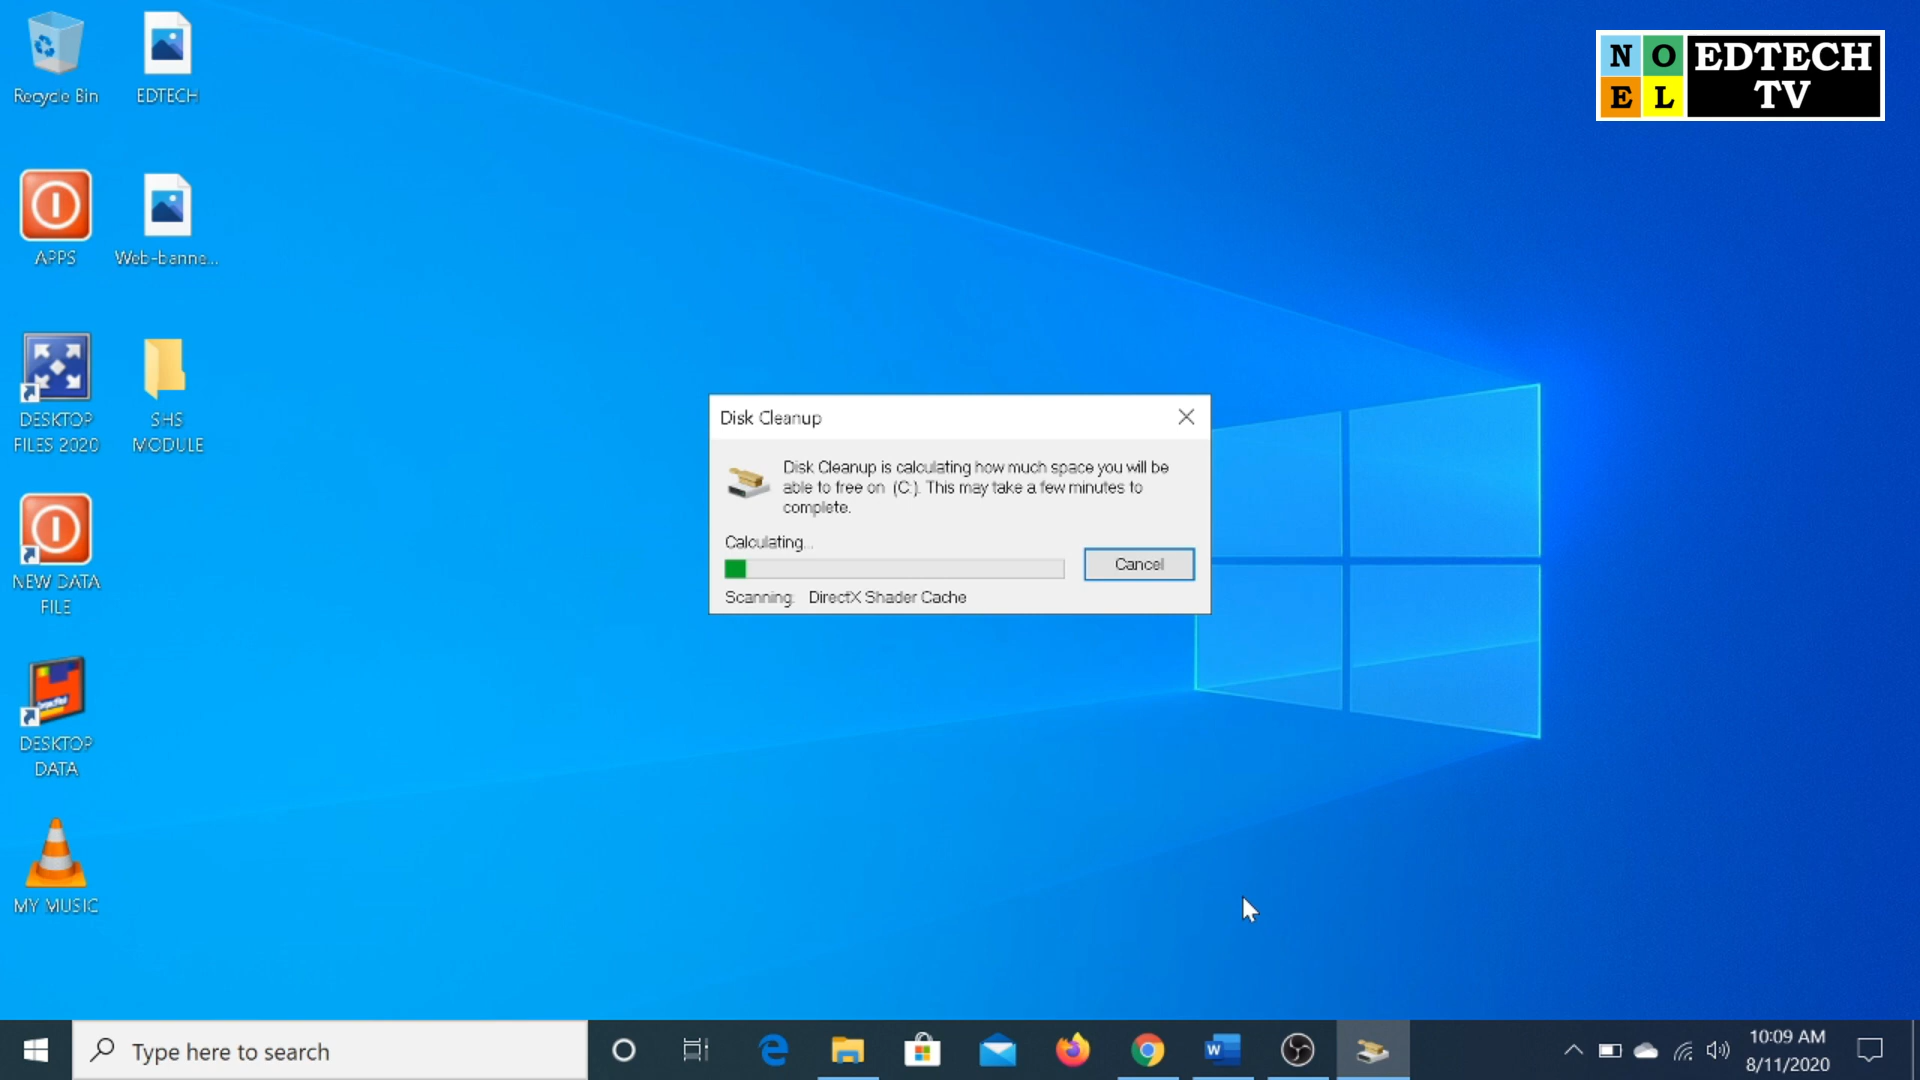 Recycle Bin
EDTECH
APPS
Web-banne...
DESKTOP
FILES 2020
SHS
MODULE
NEW DATA
FILE
DESKTOP
DATA
MY MUSIC
N O
E L
EDTECH
TV
Disk Cleanup
Disk Cleanup is calculating how much space you will be
able to free on (C:). This may take a few minutes to
complete.
Calculating...
Cancel
Scanning: DirectX Shader Cache
Type here to search
10:09 AM
8/11/2020